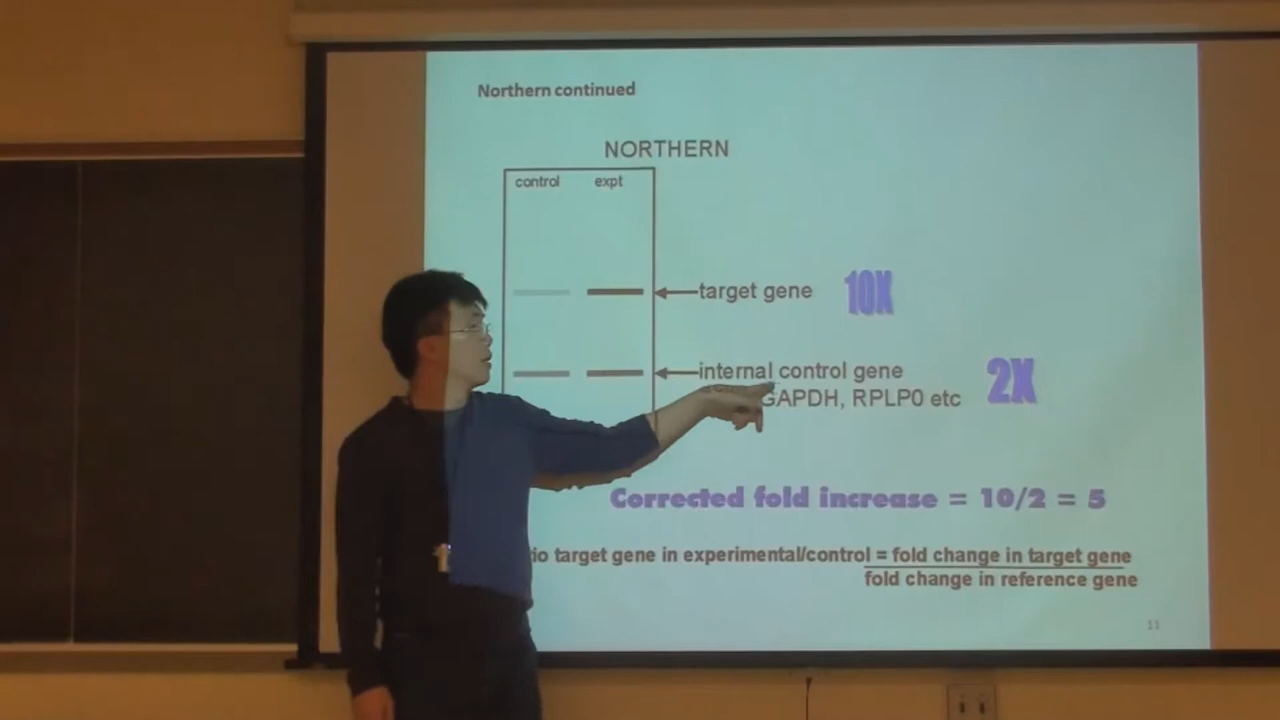 Northern continued
NORTHERN
control expt
target gene 10X
internal control gene 2X
GAPDH, RPLP0 etc
Corrected fold increase = 10/2 = 5
target gene in experimental/control = fold change in target gene
fold change in reference gene
11